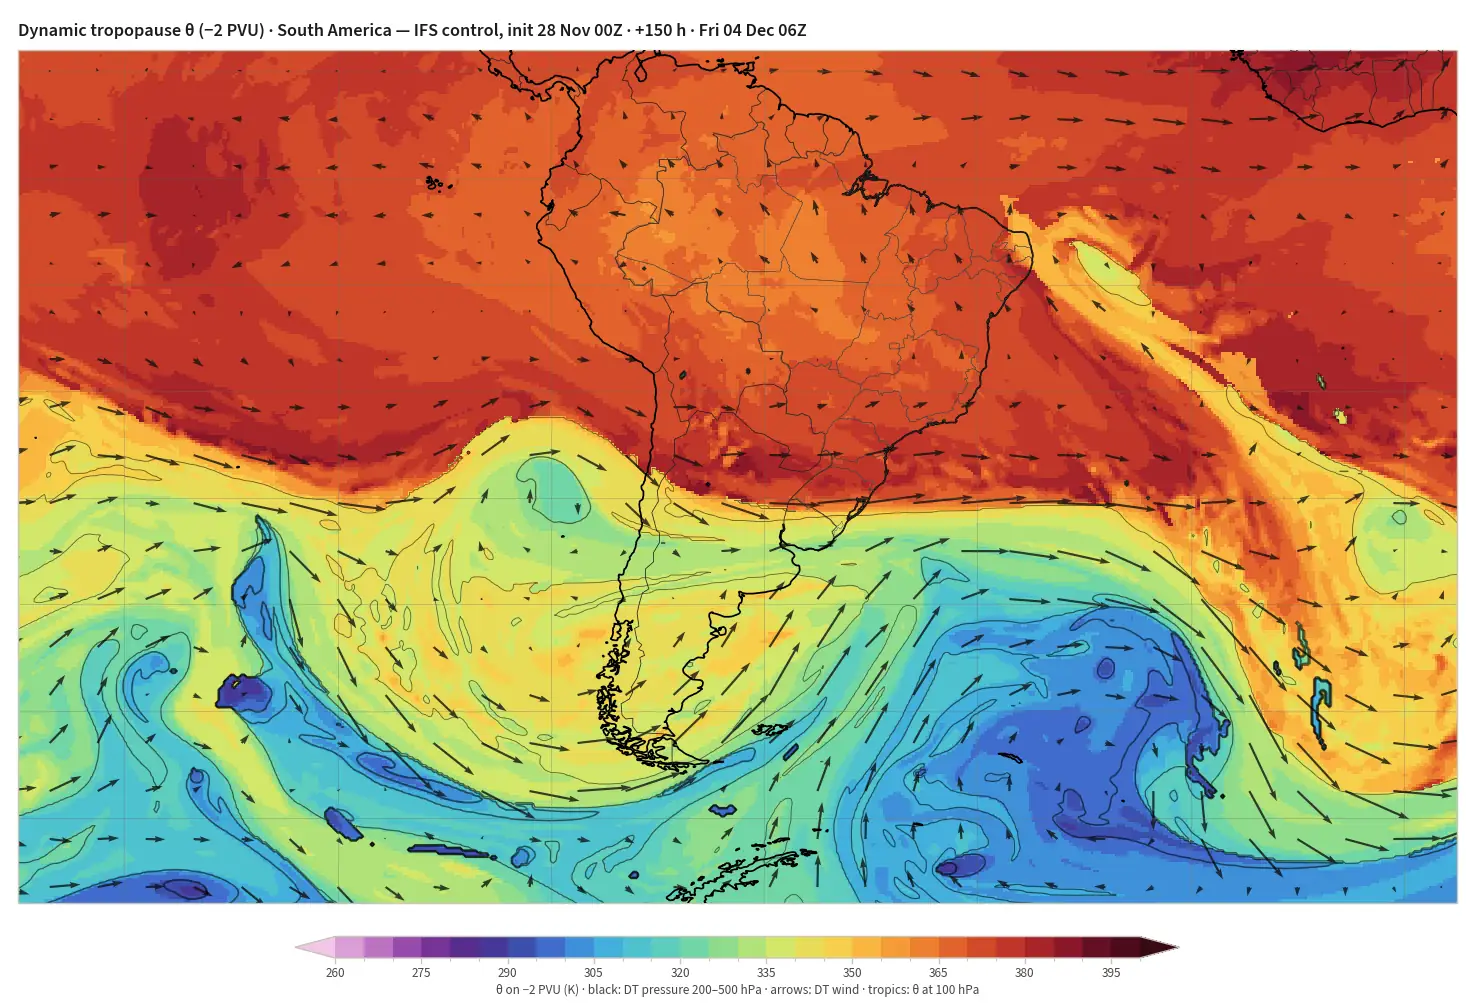 Dynamic tropopause θ (−2 PVU) · South America — IFS control, init 28 Nov 00Z · +150 h · Fri 04 Dec 06Z
260 275 290 305 320 335 350 365 380 395
θ on −2 PVU (K) · black: DT pressure 200–500 hPa · arrows: DT wind · tropics: θ at 100 hPa